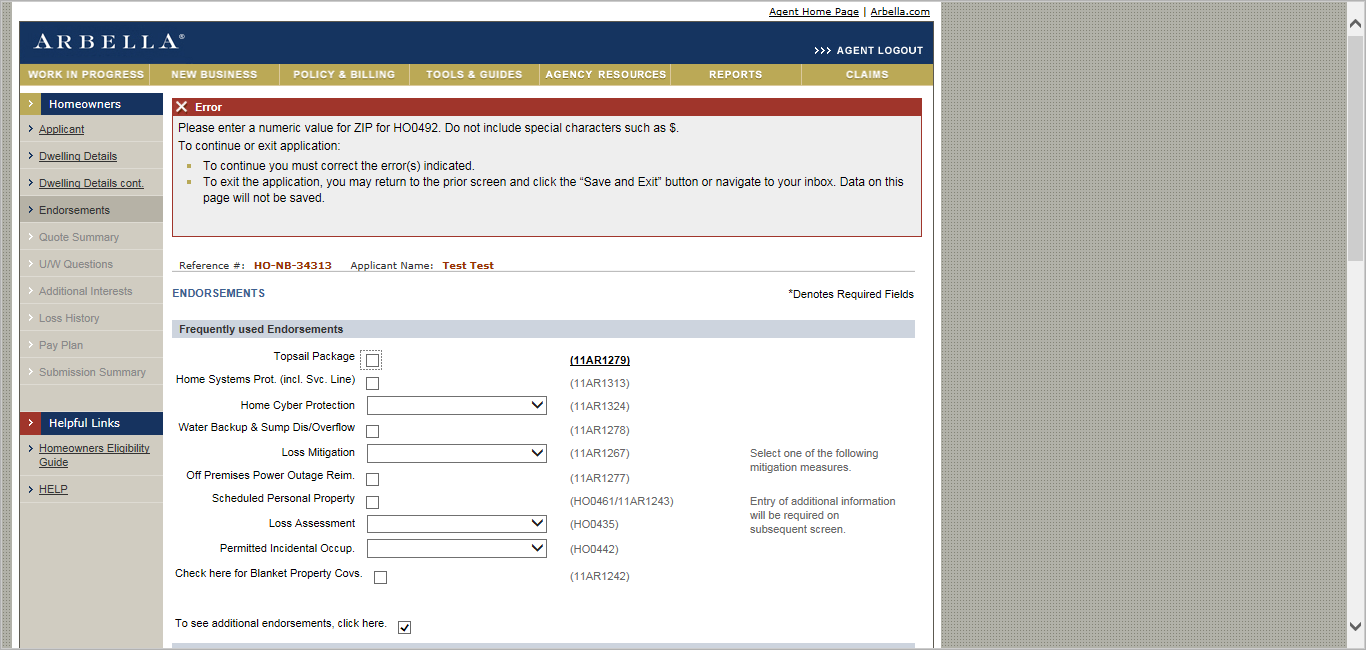 Agent Home Page | Arbella.com
ARBELLA®
>>> AGENT LOGOUT
WORK IN PROGRESS NEW BUSINESS POLICY & BILLING TOOLS & GUIDES AGENCY RESOURCES REPORTS CLAIMS
Homeowners
Applicant
Dwelling Details
Dwelling Details cont.
Endorsements
Quote Summary
U/W Questions
Additional Interests
Loss History
Pay Plan
Submission Summary
Helpful Links
Homeowners Eligibility
Guide
HELP
Error
Please enter a numeric value for ZIP for HO0492. Do not include special characters such as $.
To continue or exit application:
To continue you must correct the error(s) indicated.
To exit the application, you may return to the prior screen and click the “Save and Exit” button or navigate to your inbox. Data on this
page will not be saved.
Reference #: HO-NB-34313 Applicant Name: Test Test
ENDORSEMENTS
*Denotes Required Fields
Frequently used Endorsements
Topsail Package (11AR1279)
Home Systems Prot. (incl. Svc. Line) (11AR1313)
Home Cyber Protection (11AR1324)
Water Backup & Sump Dis/Overflow (11AR1278)
Loss Mitigation (11AR1267) Select one of the following
mitigation measures.
Off Premises Power Outage Reim. (11AR1277)
Scheduled Personal Property (HO0461/11AR1243) Entry of additional information
will be required on
subsequent screen.
Loss Assessment (HO0435)
Permitted Incidental Occup. (HO0442)
Check here for Blanket Property Covs. (11AR1242)
To see additional endorsements, click here.